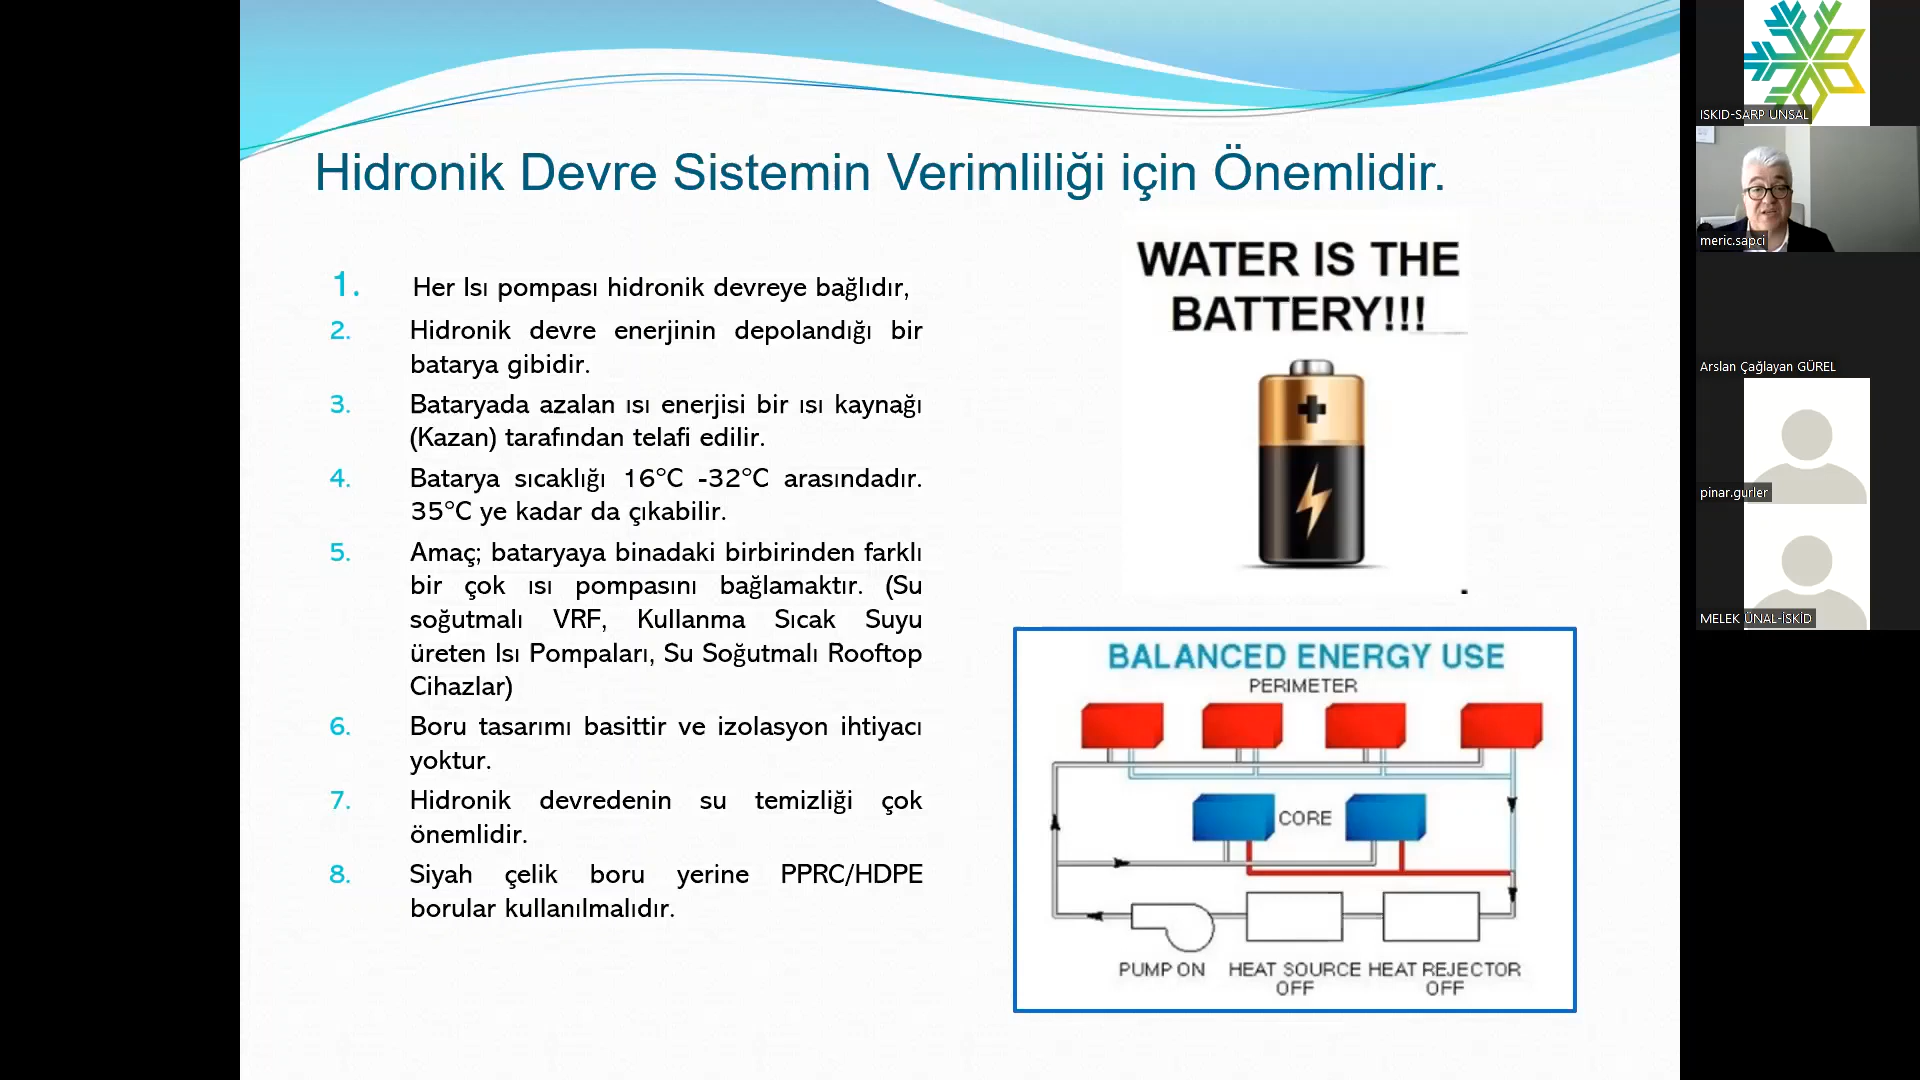 Hidronik Devre Sistemin Verimliliği için Önemlidir.
1. Her Isı pompası hidronik devreye bağlıdır,
2. Hidronik devre enerjinin depolandığı bir
batarya gibidir.
3. Bataryada azalan ısı enerjisi bir ısı kaynağı
(Kazan) tarafından telafi edilir.
4. Batarya sıcaklığı 16°C -32°C arasındadır.
35°C ye kadar da çıkabilir.
5. Amaç; bataryaya binadaki birbirinden farklı
bir çok ısı pompasını bağlamaktır. (Su
soğutmalı VRF, Kullanma Sıcak Suyu
üreten Isı Pompaları, Su Soğutmalı Rooftop
Cihazlar)
6. Boru tasarımı basittir ve izolasyon ihtiyacı
yoktur.
7. Hidronik devredenin su temizliği çok
önemlidir.
8. Siyah çelik boru yerine PPRC/HDPE
borular kullanılmalıdır.
WATER IS THE
BATTERY!!!
BALANCED ENERGY USE
PERIMETER
CORE
PUMP ON
HEAT SOURCE
OFF
HEAT REJECTOR
OFF
ISKID-SARP ÜNSAL
meric.sapci
Arslan Çağlayan GÜREL
pinar.gurler
MELEK ÜNAL-İSKİD